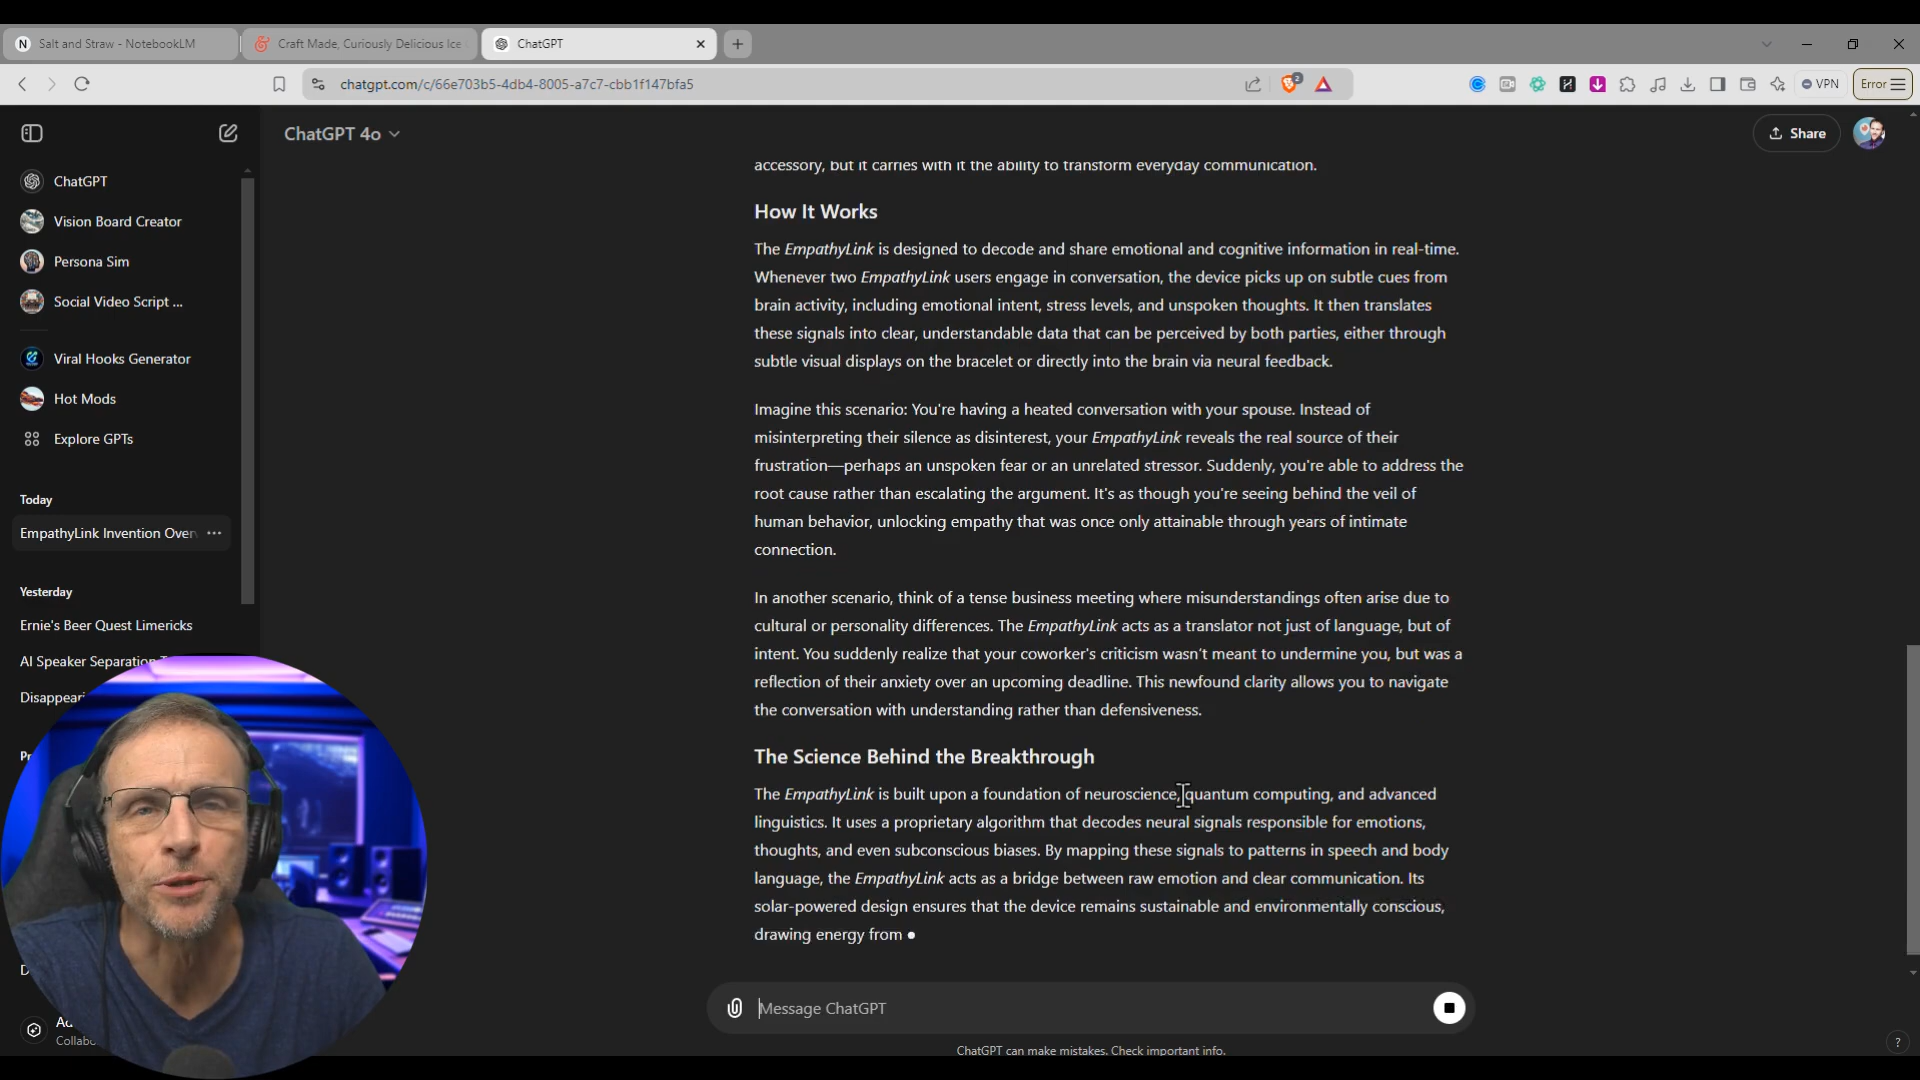 Salt and Straw - NotebookLM
Craft Made, Curiously Delicious Ice
ChatGPT
chatgpt.com/c/66e703b5-4db4-8005-a7c7-cbb1f147bfa5
2
VPN
Error
ChatGPT 4o
Share
ChatGPT
Vision Board Creator
Persona Sim
Social Video Script ...
Viral Hooks Generator
Hot Mods
Explore GPTs
Today
EmpathyLink Invention Over
Yesterday
Ernie's Beer Quest Limericks
AI Speaker Separation
Disappear
accessory, but it carries with it the ability to transform everyday communication.
How It Works
The EmpathyLink is designed to decode and share emotional and cognitive information in real-time.
Whenever two EmpathyLink users engage in conversation, the device picks up on subtle cues from
brain activity, including emotional intent, stress levels, and unspoken thoughts. It then translates
these signals into clear, understandable data that can be perceived by both parties, either through
subtle visual displays on the bracelet or directly into the brain via neural feedback.
Imagine this scenario: You're having a heated conversation with your spouse. Instead of
misinterpreting their silence as disinterest, your EmpathyLink reveals the real source of their
frustration—perhaps an unspoken fear or an unrelated stressor. Suddenly, you're able to address the
root cause rather than escalating the argument. It's as though you're seeing behind the veil of
human behavior, unlocking empathy that was once only attainable through years of intimate
connection.
In another scenario, think of a tense business meeting where misunderstandings often arise due to
cultural or personality differences. The EmpathyLink acts as a translator not just of language, but of
intent. You suddenly realize that your coworker's criticism wasn't meant to undermine you, but was a
reflection of their anxiety over an upcoming deadline. This newfound clarity allows you to navigate
the conversation with understanding rather than defensiveness.
The Science Behind the Breakthrough
The EmpathyLink is built upon a foundation of neuroscience, quantum computing, and advanced
linguistics. It uses a proprietary algorithm that decodes neural signals responsible for emotions,
thoughts, and even subconscious biases. By mapping these signals to patterns in speech and body
language, the EmpathyLink acts as a bridge between raw emotion and clear communication. Its
solar-powered design ensures that the device remains sustainable and environmentally conscious,
drawing energy from
Message ChatGPT
ChatGPT can make mistakes. Check important info.
?